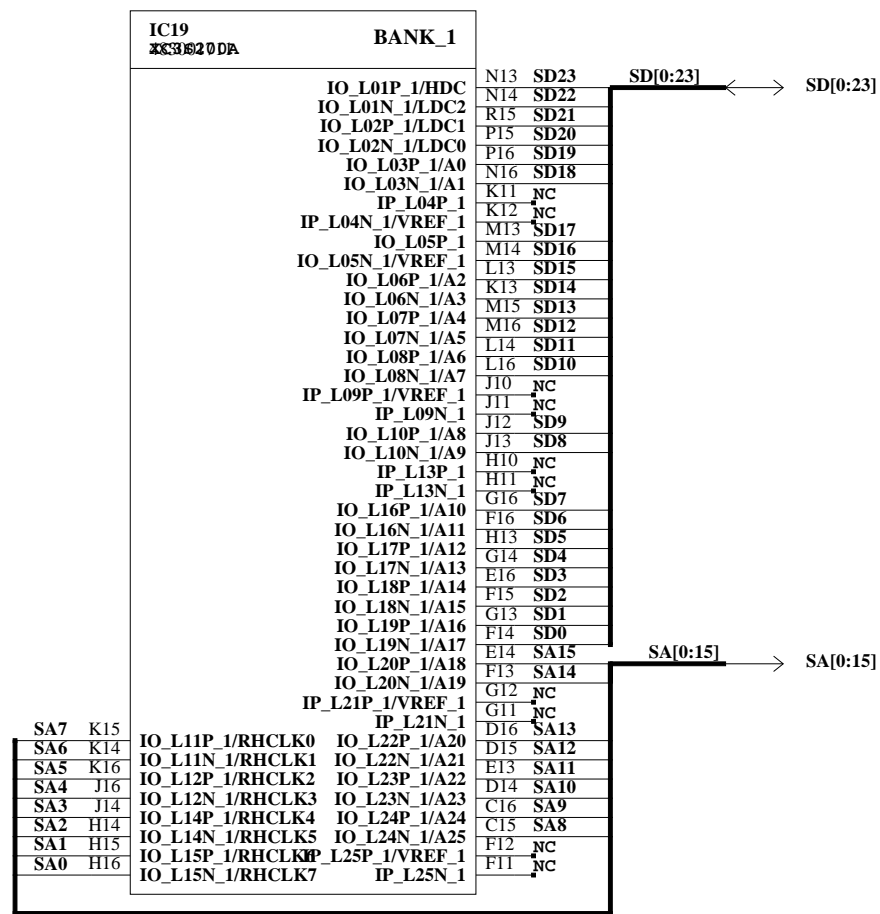 IC19 BANK_1
IO_L01P_1/HDC N13 SD23 SD[0:23] SD[0:23]
IO_L01N_1/LDC2 N14 SD22
IO_L02P_1/LDC1 R15 SD21
IO_L02N_1/LDC0 P15 SD20
IO_L03P_1/A0 P16 SD19
IO_L03N_1/A1 N16 SD18
IP_L04P_1 K11 NC
IP_L04N_1/VREF_1 K12 NC
IO_L05P_1 M13 SD17
IO_L05N_1/VREF_1 M14 SD16
IO_L06P_1/A2 L13 SD15
IO_L06N_1/A3 K13 SD14
IO_L07P_1/A4 M15 SD13
IO_L07N_1/A5 M16 SD12
IO_L08P_1/A6 L14 SD11
IO_L08N_1/A7 L16 SD10
IP_L09P_1/VREF_1 J10 NC
IP_L09N_1 J11 NC
IO_L10P_1/A8 J12 SD9
IO_L10N_1/A9 J13 SD8
IP_L13P_1 H10 NC
IP_L13N_1 H11 NC
IO_L16P_1/A10 G16 SD7
IO_L16N_1/A11 F16 SD6
IO_L17P_1/A12 H13 SD5
IO_L17N_1/A13 G14 SD4
IO_L18P_1/A14 E16 SD3
IO_L18N_1/A15 F15 SD2
IO_L19P_1/A16 G13 SD1
IO_L19N_1/A17 F14 SD0
IO_L20P_1/A18 E14 SA15 SA[0:15] SA[0:15]
IO_L20N_1/A19 F13 SA14
IP_L21P_1/VREF_1 G12 NC
IP_L21N_1 G11 NC
SA7 K15 IO_L11P_1/RHCLK0 IO_L22P_1/A20 D16 SA13
SA6 K14 IO_L11N_1/RHCLK1 IO_L22N_1/A21 D15 SA12
SA5 K16 IO_L12P_1/RHCLK2 IO_L23P_1/A22 E13 SA11
SA4 J16 IO_L12N_1/RHCLK3 IO_L23N_1/A23 D14 SA10
SA3 J14 IO_L14P_1/RHCLK4 IO_L24P_1/A24 C16 SA9
SA2 H14 IO_L14N_1/RHCLK5 IO_L24N_1/A25 C15 SA8
SA1 H15 IO_L15P_1/RHCLK6 IP_L25P_1/VREF_1 F12 NC
SA0 H16 IO_L15N_1/RHCLK7 IP_L25N_1 F11 NC